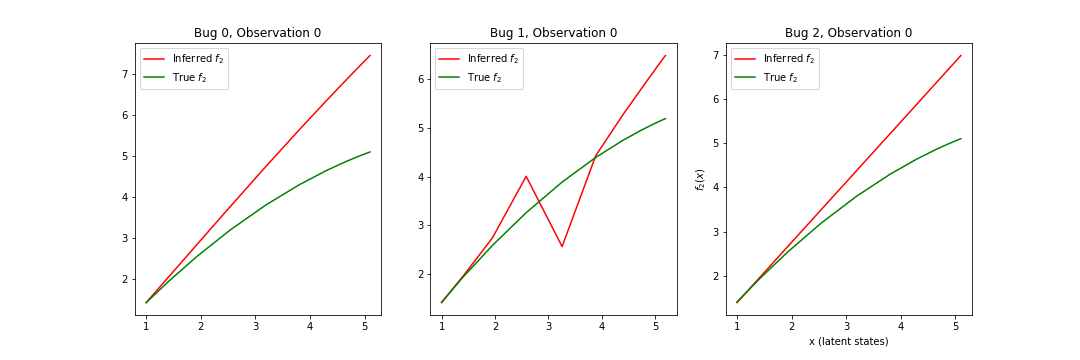 Bug 0, Observation 0
Inferred f₂
True f₂
7
6
5
4
3
2
1 2 3 4 5
Bug 1, Observation 0
Inferred f₂
True f₂
6
5
4
3
2
1 2 3 4 5
Bug 2, Observation 0
Inferred f₂
True f₂
f₂(x)
7
6
5
4
3
2
1 2 3 4 5
x (latent states)